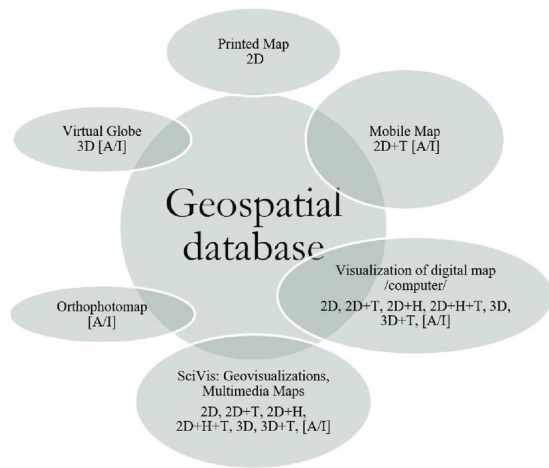 Printed Map
2D
Virtual Globe
3D [A/I]
Mobile Map
2D+T [A/I]
Geospatial
database
Visualization of digital map
/computer/
2D, 2D+T, 2D+H, 2D+H+T, 3D,
3D+T, [A/I]
Orthophotomap
[A/I]
SciVis: Geovisualizations,
Multimedia Maps
2D, 2D+T, 2D+H,
2D+H+T, 3D, 3D+T, [A/I]